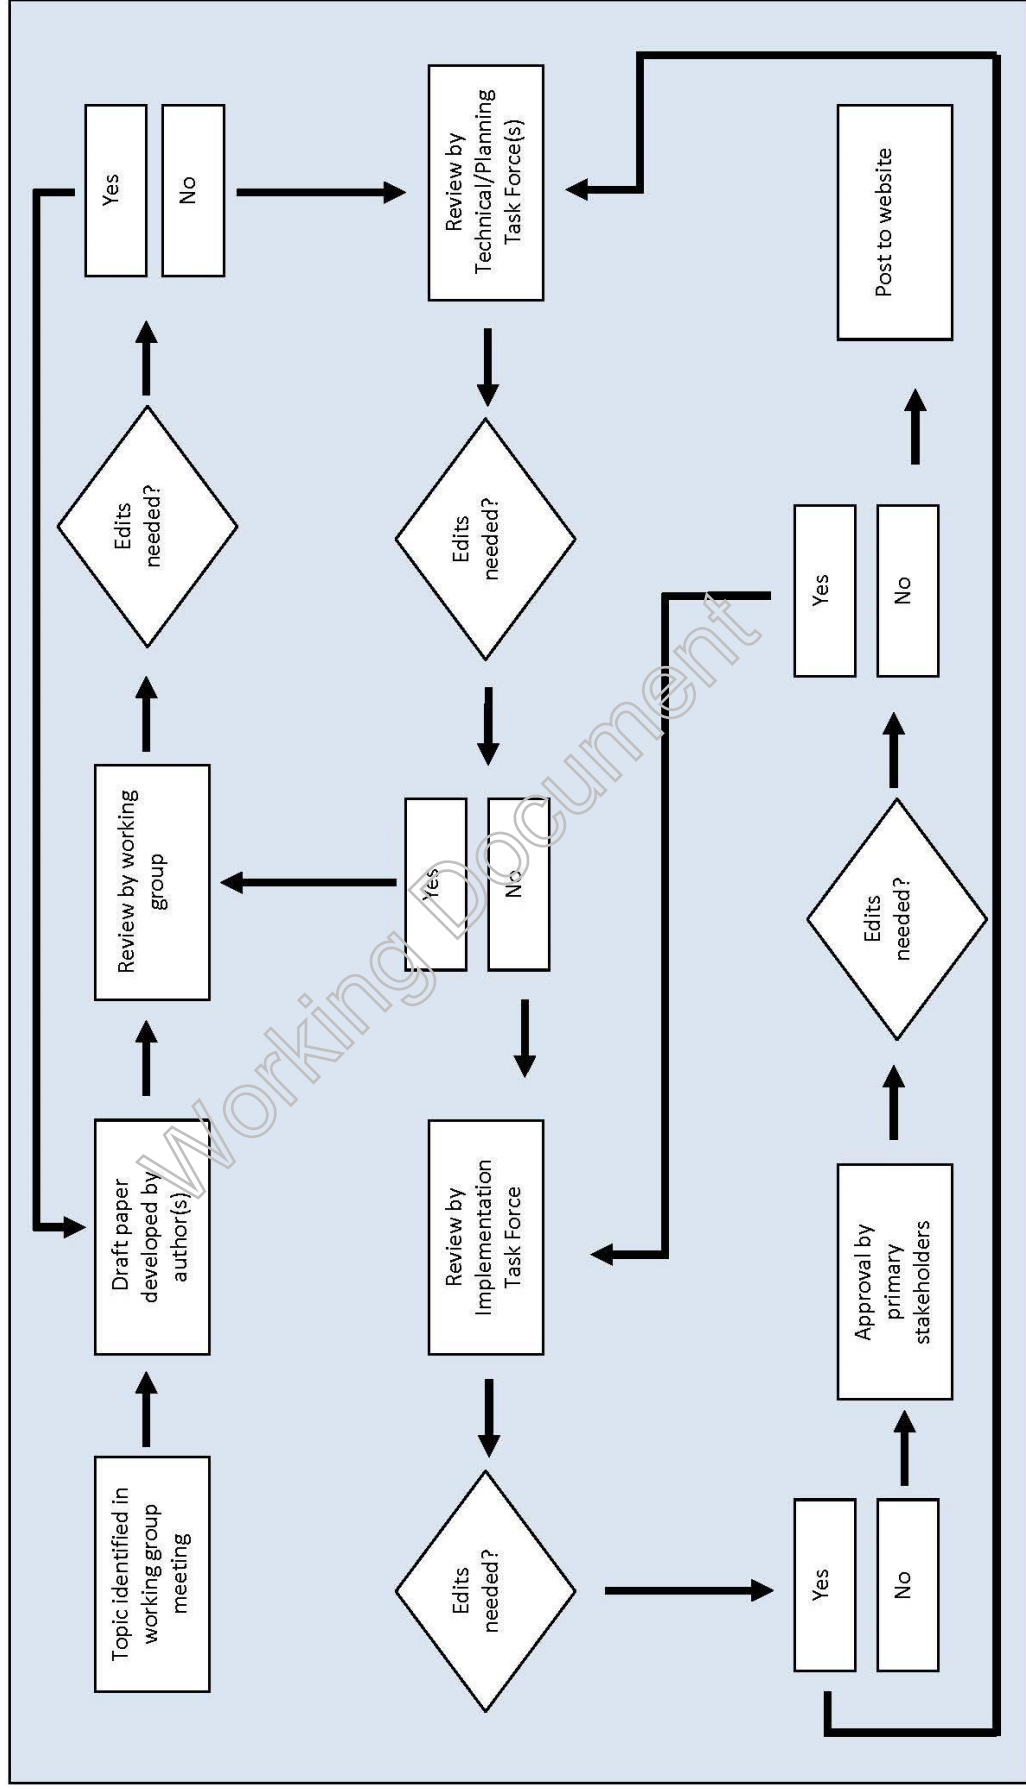 Topic identified in
working group
meeting
Draft paper
developed by
author(s)
Review by working
group
Edits
needed?
Yes
No
Review by
Technical/Planning
Task Force(s)
Edits
needed?
Yes
No
Review by
Implementation
Task Force
Edits
needed?
Yes
No
Approval by
primary
stakeholders
Edits
needed?
Yes
No
Post to website
Working Document